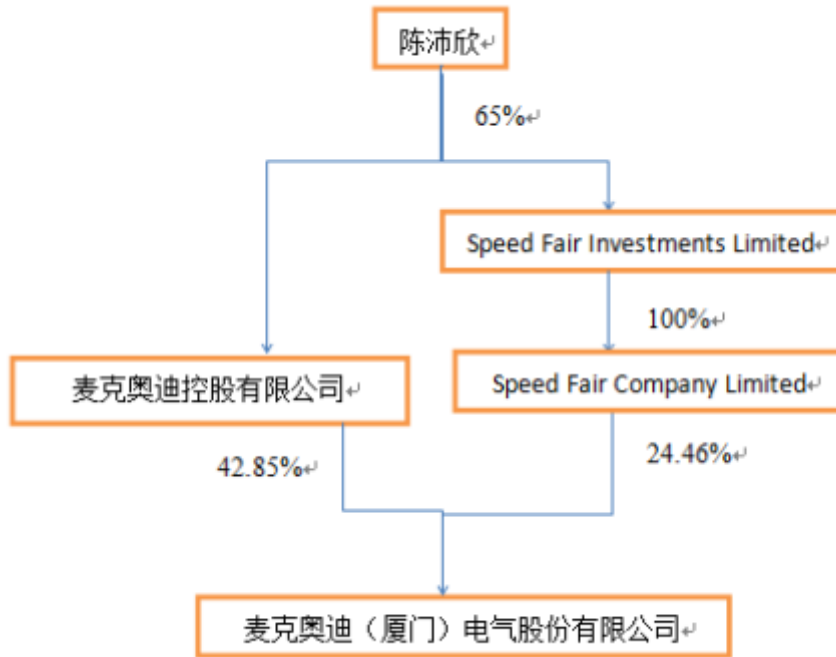 陈沛欣
65%
Speed Fair Investments Limited
100%
麦克奥迪控股有限公司
Speed Fair Company Limited
42.85%
24.46%
麦克奥迪（厦门）电气股份有限公司